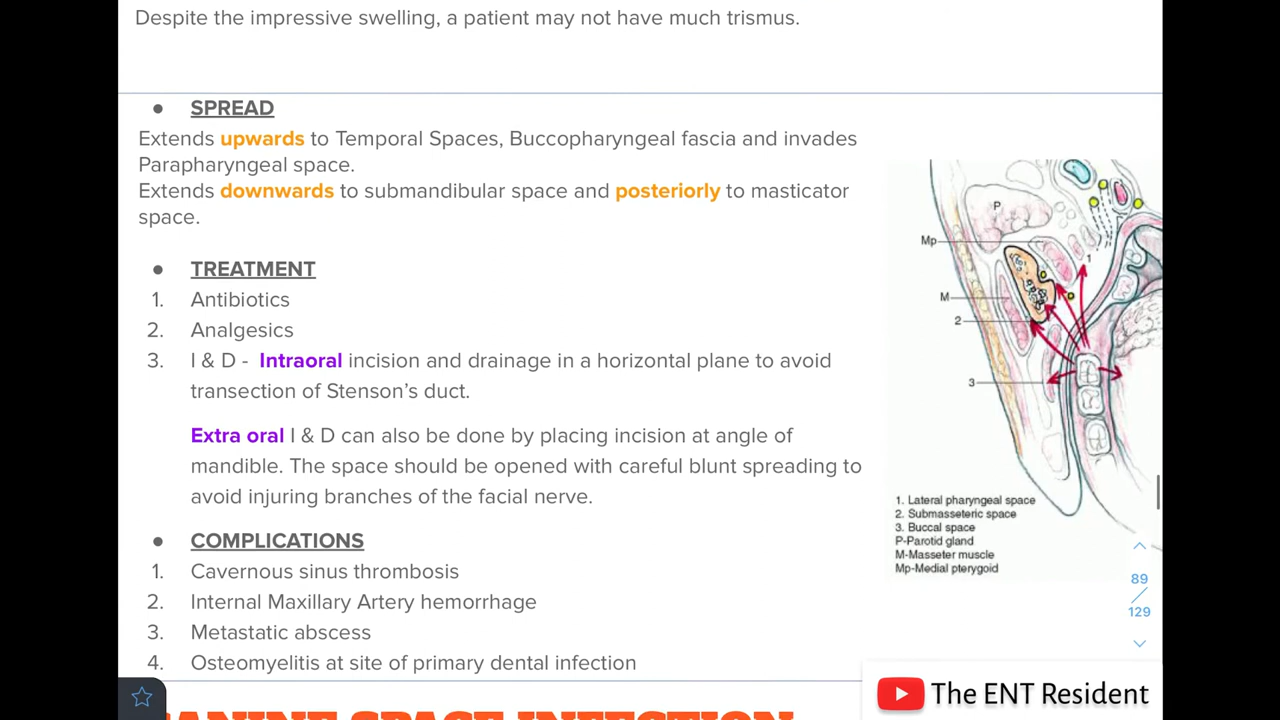 Despite the impressive swelling, a patient may not have much trismus.
● SPREAD
Extends upwards to Temporal Spaces, Buccopharyngeal fascia and invades
Parapharyngeal space.
Extends downwards to submandibular space and posteriorly to masticator
space.
● TREATMENT
1. Antibiotics
2. Analgesics
3. I & D - Intraoral incision and drainage in a horizontal plane to avoid
transection of Stenson's duct.
Extra oral I & D can also be done by placing incision at angle of
mandible. The space should be opened with careful blunt spreading to
avoid injuring branches of the facial nerve.
● COMPLICATIONS
1. Cavernous sinus thrombosis
2. Internal Maxillary Artery hemorrhage
3. Metastatic abscess
4. Osteomyelitis at site of primary dental infection
P
Mp
1
M
2
3
1. Lateral pharyngeal space
2. Submasseteric space
3. Buccal space
P-Parotid gland
M-Masseter muscle
Mp-Medial pterygoid
89
129
The ENT Resident
ANINE SPACE INFECTION